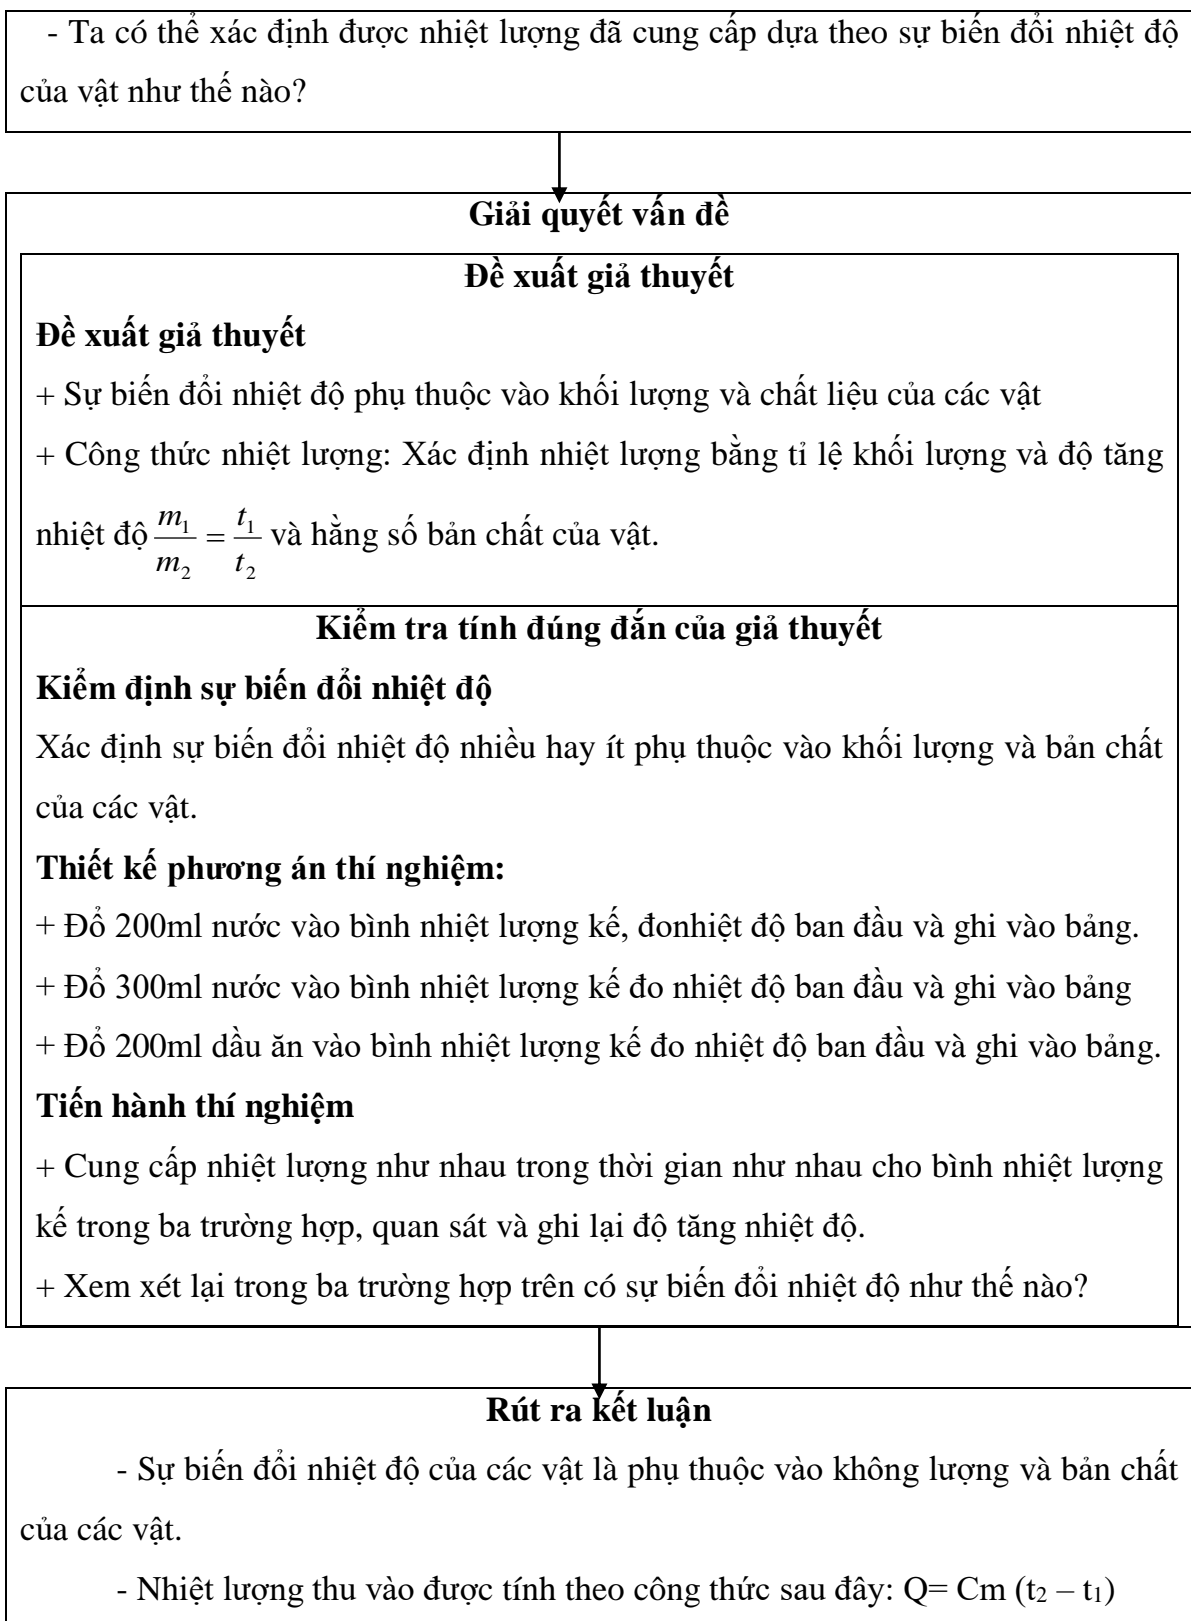 - Ta có thể xác định được nhiệt lượng đã cung cấp dựa theo sự biến đổi nhiệt độ
của vật như thế nào?
Giải quyết vấn đề
Đề xuất giả thuyết
Đề xuất giả thuyết
+ Sự biến đổi nhiệt độ phụ thuộc vào khối lượng và chất liệu của các vật
+ Công thức nhiệt lượng: Xác định nhiệt lượng bằng tỉ lệ khối lượng và độ tăng
nhiệt độ m₁/m₂ = t₁/t₂ và hằng số bản chất của vật.
Kiểm tra tính đúng đắn của giả thuyết
Kiểm định sự biến đổi nhiệt độ
Xác định sự biến đổi nhiệt độ nhiều hay ít phụ thuộc vào khối lượng và bản chất
của các vật.
Thiết kế phương án thí nghiệm:
+ Đổ 200ml nước vào bình nhiệt lượng kế, đonhiệt độ ban đầu và ghi vào bảng.
+ Đổ 300ml nước vào bình nhiệt lượng kế đo nhiệt độ ban đầu và ghi vào bảng
+ Đổ 200ml dầu ăn vào bình nhiệt lượng kế đo nhiệt độ ban đầu và ghi vào bảng.
Tiến hành thí nghiệm
+ Cung cấp nhiệt lượng như nhau trong thời gian như nhau cho bình nhiệt lượng
kế trong ba trường hợp, quan sát và ghi lại độ tăng nhiệt độ.
+ Xem xét lại trong ba trường hợp trên có sự biến đổi nhiệt độ như thế nào?
Rút ra kết luận
- Sự biến đổi nhiệt độ của các vật là phụ thuộc vào không lượng và bản chất
của các vật.
- Nhiệt lượng thu vào được tính theo công thức sau đây: Q= Cm (t₂ – t₁)